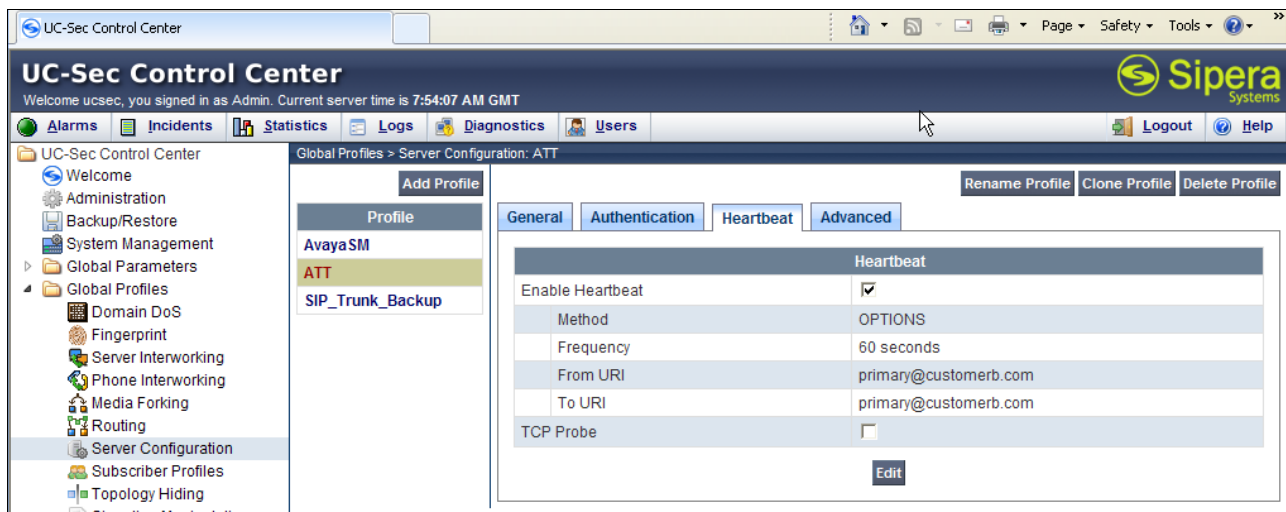 UC-Sec Control Center
Page Safety Tools »
UC-Sec Control Center
Welcome ucsec, you signed in as Admin. Current server time is 7:54:07 AM GMT
Sipera
Systems
Alarms Incidents Statistics Logs Diagnostics Users Logout Help
UC-Sec Control Center
Welcome
Administration
Backup/Restore
System Management
Global Parameters
Global Profiles
Domain DoS
Fingerprint
Server Interworking
Phone Interworking
Media Forking
Routing
Server Configuration
Subscriber Profiles
Topology Hiding
Global Profiles > Server Configuration: ATT
Add Profile
Profile
AvayaSM
ATT
SIP_Trunk_Backup
Rename Profile Clone Profile Delete Profile
General Authentication Heartbeat Advanced
Heartbeat
Enable Heartbeat
Method OPTIONS
Frequency 60 seconds
From URI primary@customerb.com
To URI primary@customerb.com
TCP Probe
Edit